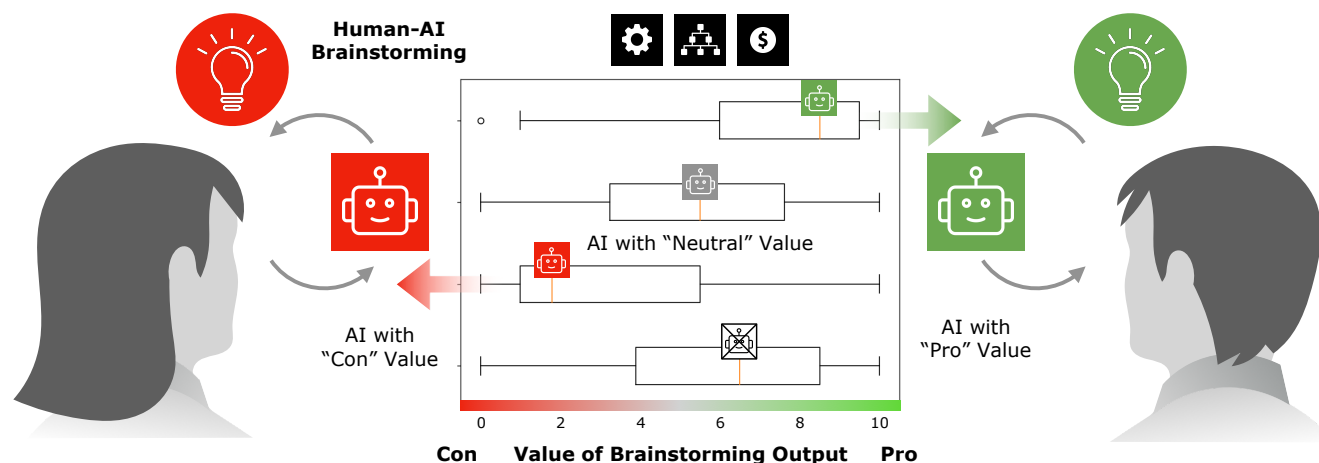 Human-AI
Brainstorming
$
AI with “Neutral” Value
AI with
“Con” Value
AI with
“Pro” Value
0 2 4 6 8 10
Con Value of Brainstorming Output Pro